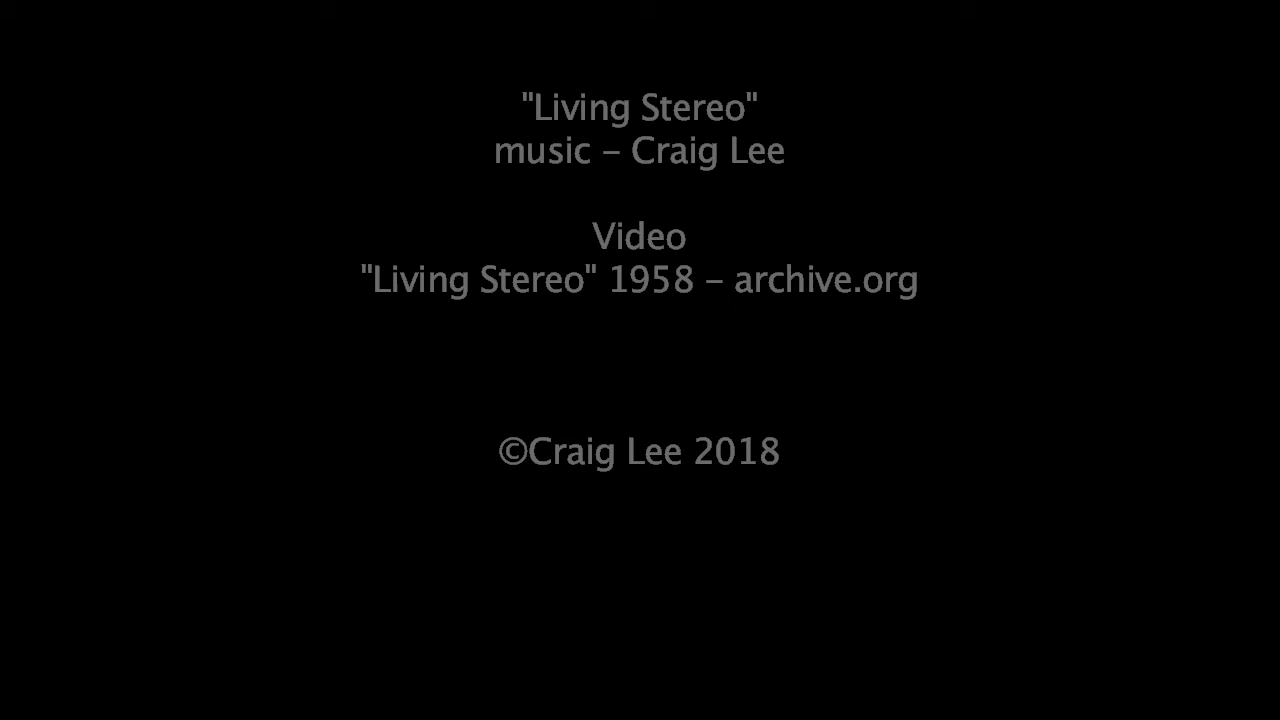 "Living Stereo"
music - Craig Lee
Video
"Living Stereo" 1958 - archive.org
©Craig Lee 2018